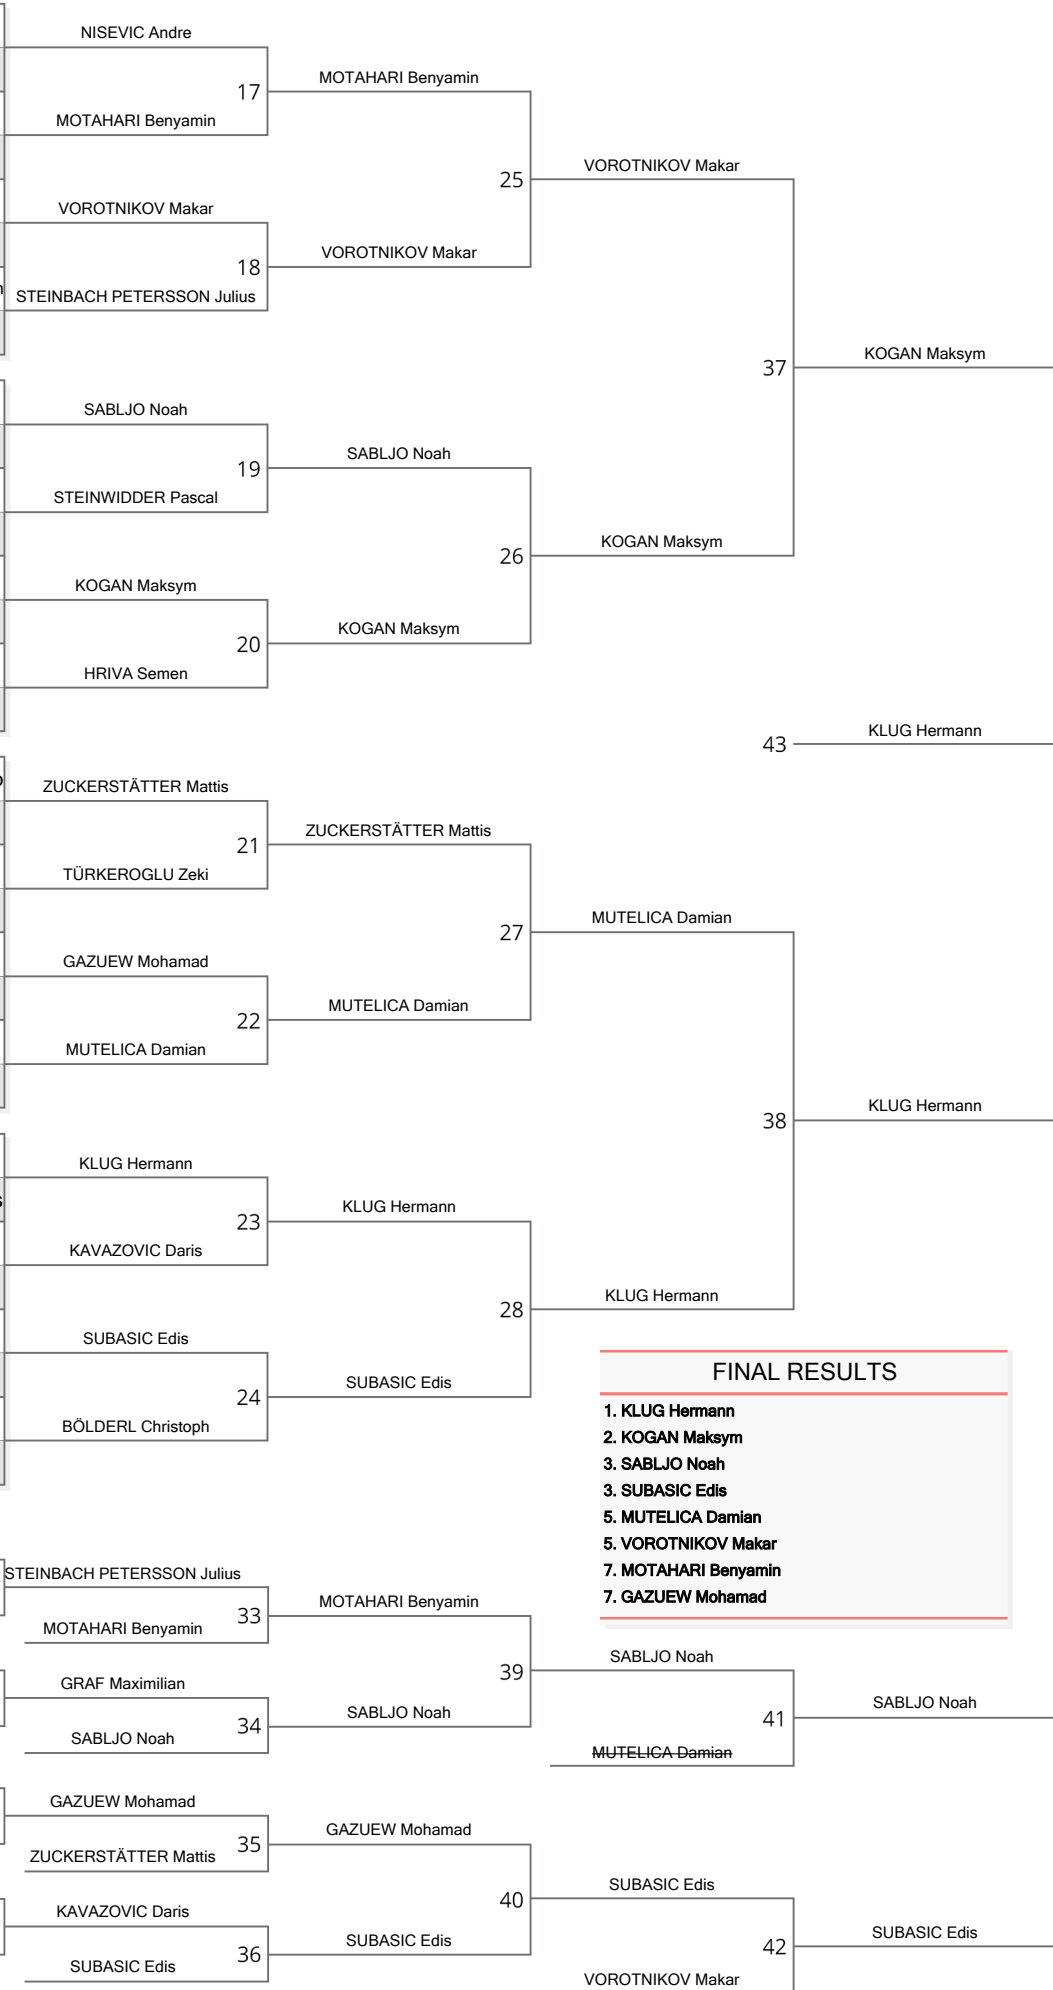 NISEVIC Andre
17
MOTAHARI Benyamin
MOTAHARI Benyamin
25
VOROTNIKOV Makar
VOROTNIKOV Makar
18
STEINBACH PETERSSON Julius
VOROTNIKOV Makar
37
KOGAN Maksym
SABLJO Noah
19
STEINWIDDER Pascal
SABLJO Noah
26
KOGAN Maksym
KOGAN Maksym
20
HRIVA Semen
KOGAN Maksym
43
KLUG Hermann
ZUCKERSTÄTTER Mattis
21
TÜRKEROGLU Zeki
ZUCKERSTÄTTER Mattis
27
MUTELICA Damian
GAZUEW Mohamad
22
MUTELICA Damian
MUTELICA Damian
38
KLUG Hermann
KLUG Hermann
23
KAVAZOVIC Daris
KLUG Hermann
28
KLUG Hermann
SUBASIC Edis
24
BÖLDERL Christoph
SUBASIC Edis
FINAL RESULTS
1. KLUG Hermann
2. KOGAN Maksym
3. SABLJO Noah
3. SUBASIC Edis
5. MUTELICA Damian
5. VOROTNIKOV Makar
7. MOTAHARI Benyamin
7. GAZUEW Mohamad
STEINBACH PETERSSON Julius
33
MOTAHARI Benyamin
MOTAHARI Benyamin
39
SABLJO Noah
GRAF Maximilian
34
SABLJO Noah
SABLJO Noah
41
MUTELICA Damian
SABLJO Noah
GAZUEW Mohamad
35
ZUCKERSTÄTTER Mattis
GAZUEW Mohamad
40
SUBASIC Edis
KAVAZOVIC Daris
36
SUBASIC Edis
SUBASIC Edis
42
VOROTNIKOV Makar
SUBASIC Edis